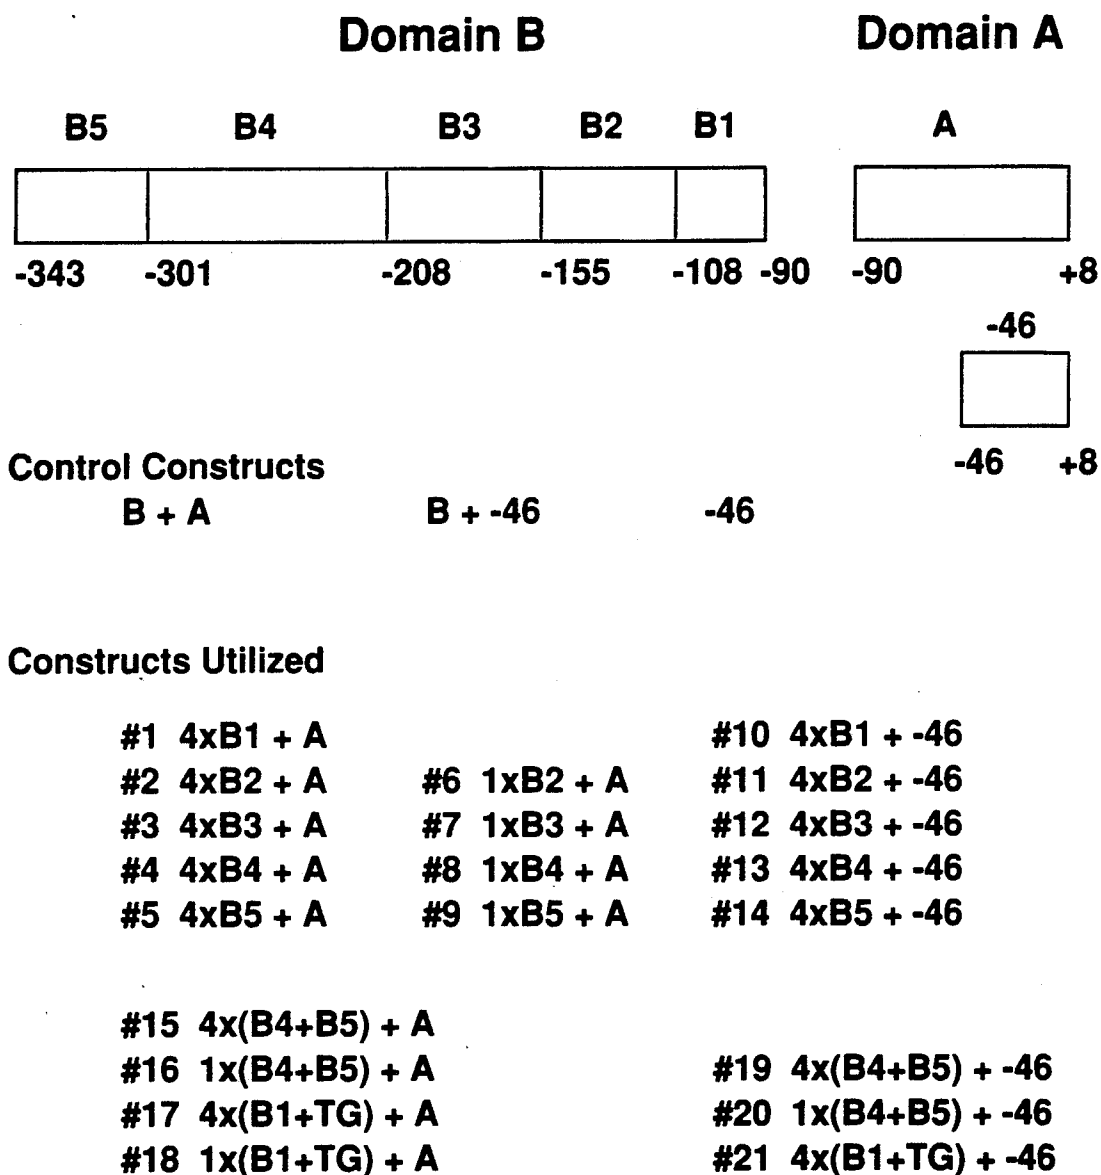 Domain B Domain A
B5 B4 B3 B2 B1 A
-343 -301 -208 -155 -108 -90 -90 +8
-46
-46 +8
Control Constructs
B + A B + -46 -46
Constructs Utilized
#1 4xB1 + A #10 4xB1 + -46
#2 4xB2 + A #6 1xB2 + A #11 4xB2 + -46
#3 4xB3 + A #7 1xB3 + A #12 4xB3 + -46
#4 4xB4 + A #8 1xB4 + A #13 4xB4 + -46
#5 4xB5 + A #9 1xB5 + A #14 4xB5 + -46
#15 4x(B4+B5) + A
#16 1x(B4+B5) + A #19 4x(B4+B5) + -46
#17 4x(B1+TG) + A #20 1x(B4+B5) + -46
#18 1x(B1+TG) + A #21 4x(B1+TG) + -46